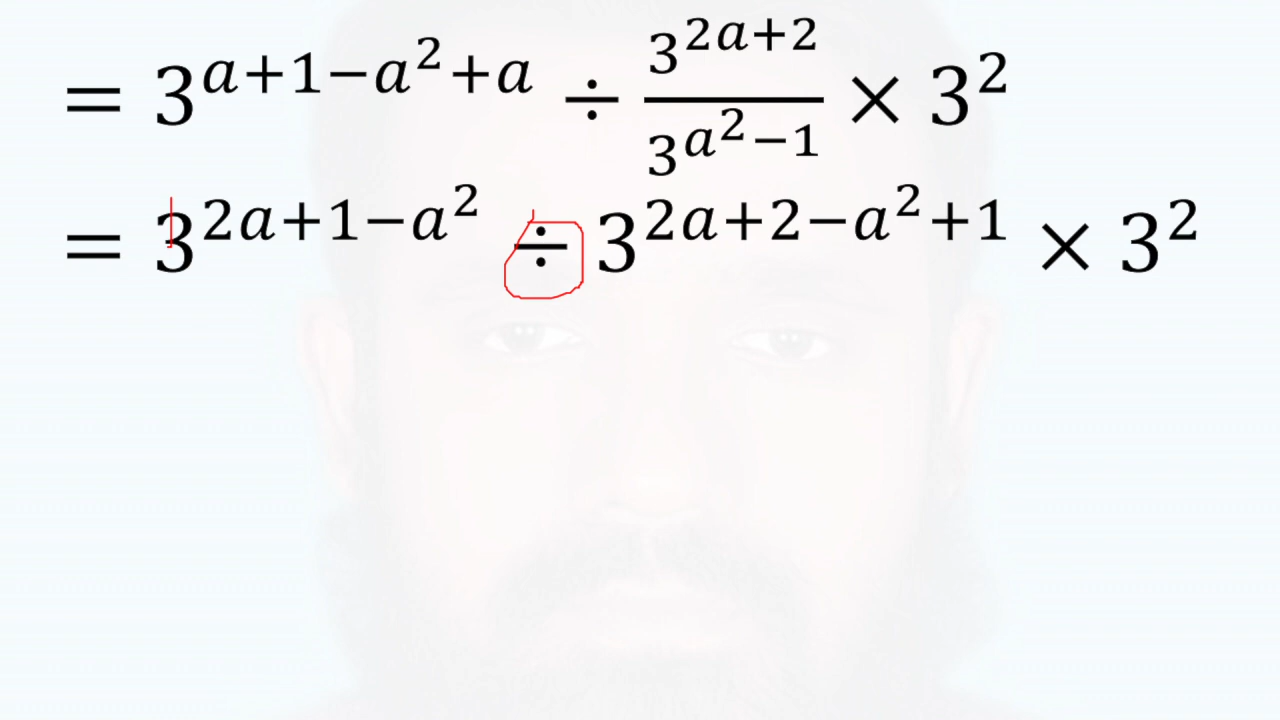 = 3^{a+1−a^2+a} ÷ \frac{3^{2a+2}}{3^{a^2−1}} × 3^2
= 3^{2a+1−a^2} ÷ 3^{2a+2−a^2+1} × 3^2